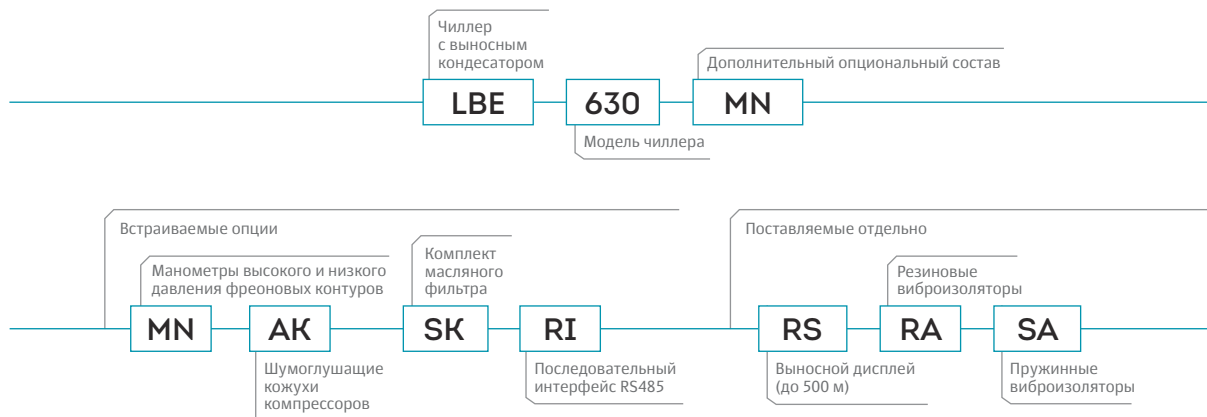 Чиллер
с выносным
кондесатором
Дополнительный опциональный состав
LBE
630
MN
Модель чиллера
Встраиваемые опции
Поставляемые отдельно
Манометры высокого и низкого
давления фреоновых контуров
Комплект
масляного
фильтра
Резиновые
виброизоляторы
MN
AK
SK
RI
RS
RA
SA
Шумоглушащие
кожухи
компрессоров
Последовательный
интерфейс RS485
Выносной дисплей
(до 500 м)
Пружинные
виброизоляторы